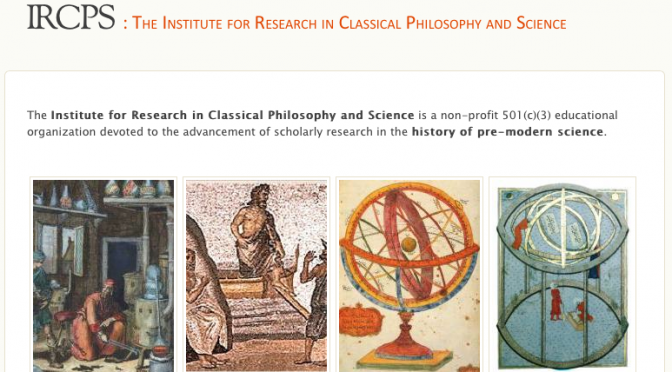 IRCPS : The Institute for Research in Classical Philosophy and Science
The Institute for Research in Classical Philosophy and Science is a non-profit 501(c)(3) educational
organization devoted to the advancement of scholarly research in the history of pre-modern science.